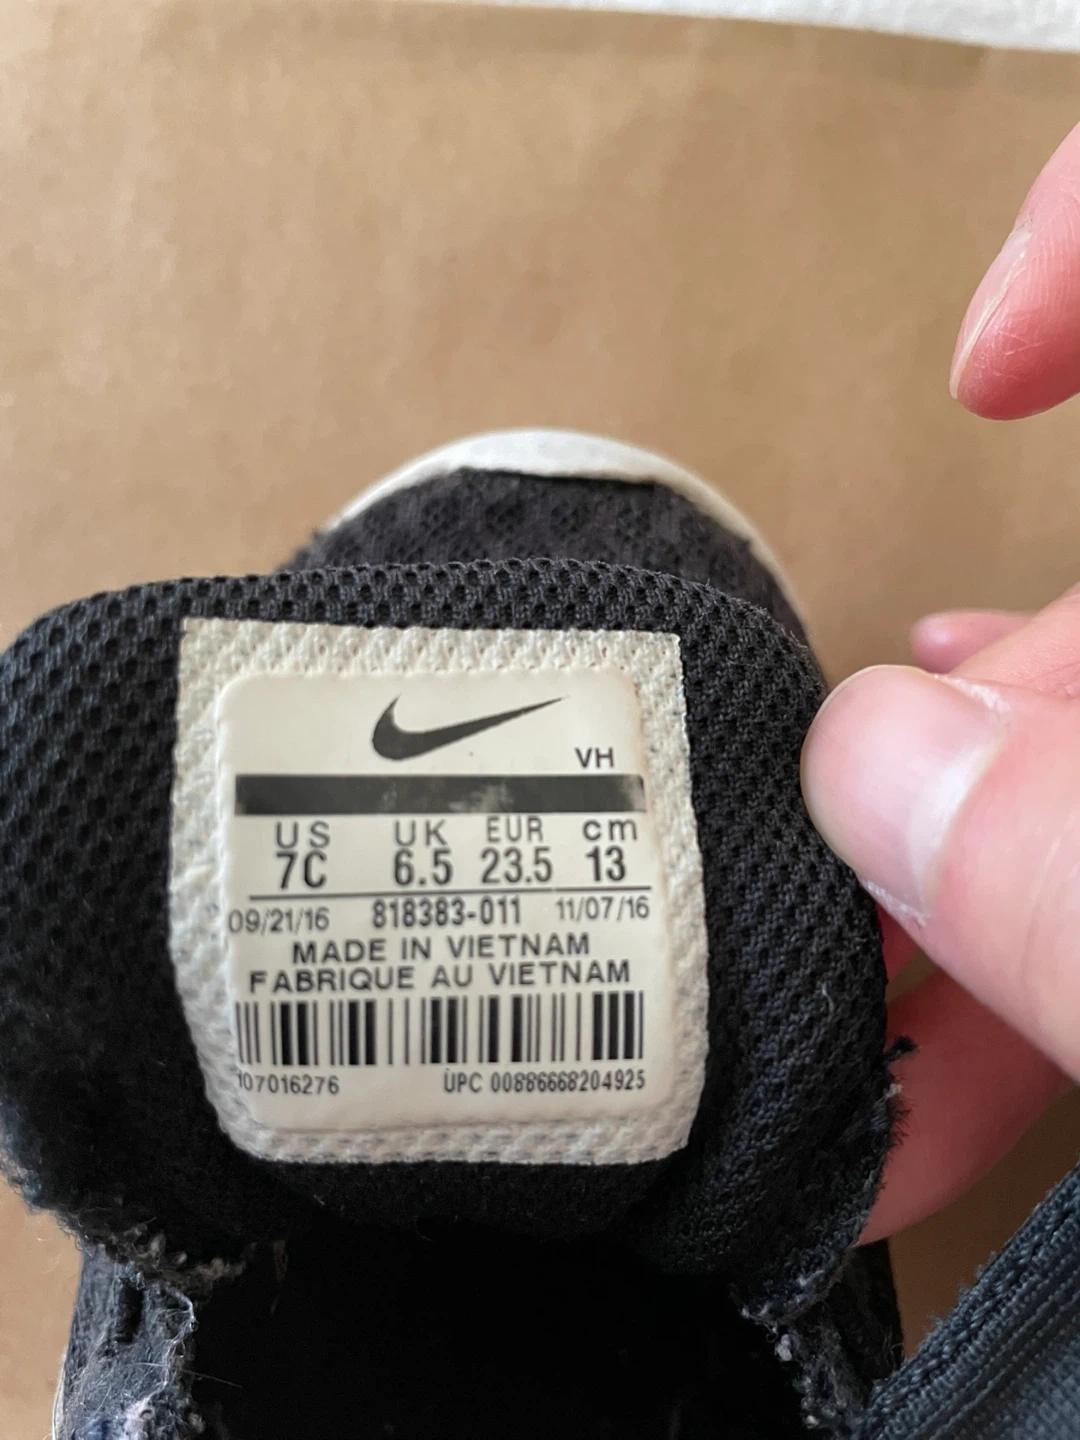 VH
US UK EUR cm
7C 6.5 23.5 13
09/21/16 818383-011 11/07/16
MADE IN VIETNAM
FABRIQUE AU VIETNAM
107016276 UPC 00886668204925